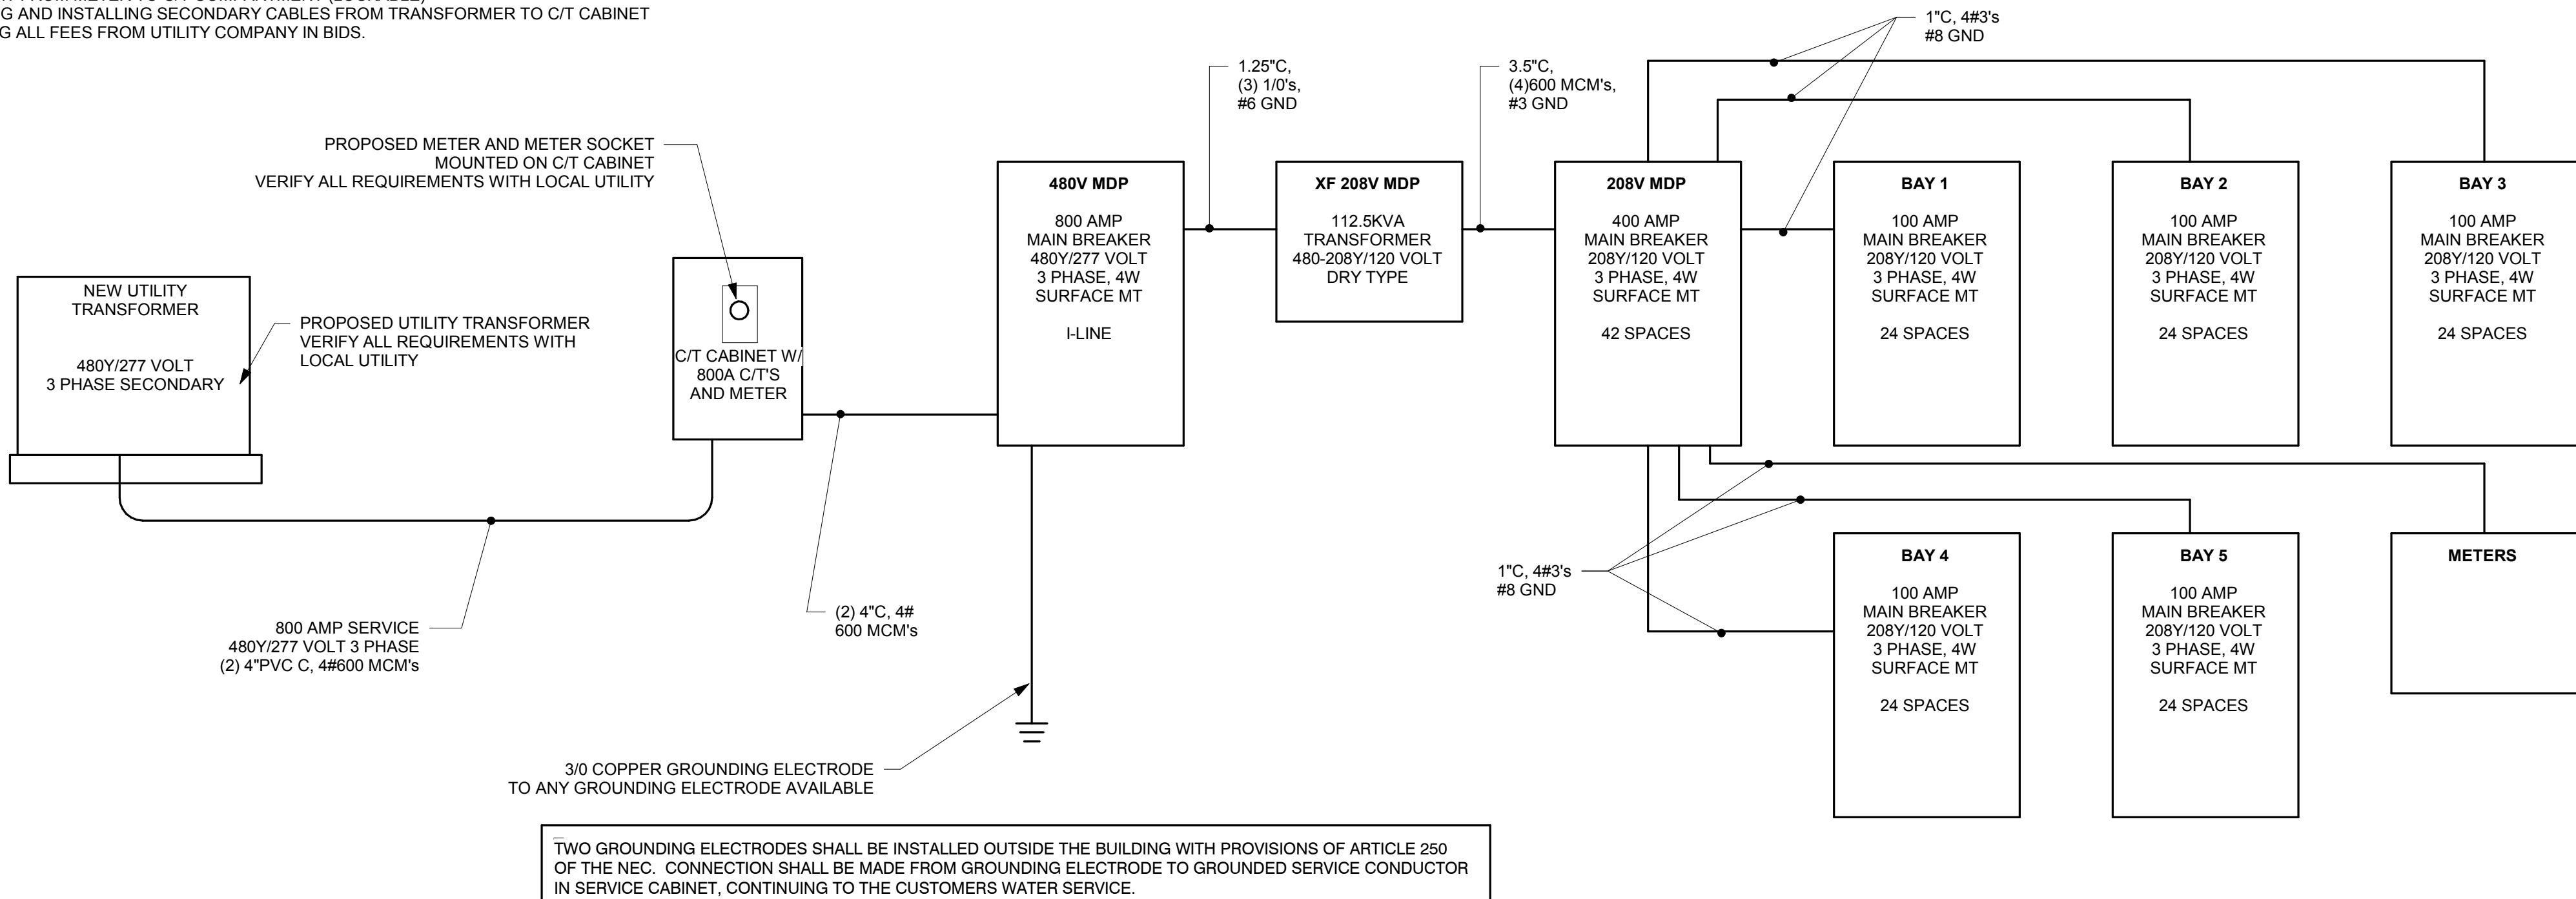 G AND INSTALLING SECONDARY CABLES FROM TRANSFORMER TO C/T CABINET
G ALL FEES FROM UTILITY COMPANY IN BIDS.
PROPOSED METER AND METER SOCKET
MOUNTED ON C/T CABINET
VERIFY ALL REQUIREMENTS WITH LOCAL UTILITY
NEW UTILITY
TRANSFORMER
480Y/277 VOLT
3 PHASE SECONDARY
PROPOSED UTILITY TRANSFORMER
VERIFY ALL REQUIREMENTS WITH
LOCAL UTILITY
C/T CABINET W/
800A C/T'S
AND METER
800 AMP SERVICE
480Y/277 VOLT 3 PHASE
(2) 4"PVC C, 4#600 MCM's
(2) 4"C, 4#
600 MCM's
480V MDP
800 AMP
MAIN BREAKER
480Y/277 VOLT
3 PHASE, 4W
SURFACE MT
I-LINE
1.25"C,
(3) 1/0's,
#6 GND
XF 208V MDP
112.5KVA
TRANSFORMER
480-208Y/120 VOLT
DRY TYPE
3.5"C,
(4)600 MCM's,
#3 GND
208V MDP
400 AMP
MAIN BREAKER
208Y/120 VOLT
3 PHASE, 4W
SURFACE MT
42 SPACES
1"C, 4#3's
#8 GND
BAY 1
100 AMP
MAIN BREAKER
208Y/120 VOLT
3 PHASE, 4W
SURFACE MT
24 SPACES
BAY 2
100 AMP
MAIN BREAKER
208Y/120 VOLT
3 PHASE, 4W
SURFACE MT
24 SPACES
BAY 3
100 AMP
MAIN BREAKER
208Y/120 VOLT
3 PHASE, 4W
SURFACE MT
24 SPACES
1"C, 4#3's
#8 GND
BAY 4
100 AMP
MAIN BREAKER
208Y/120 VOLT
3 PHASE, 4W
SURFACE MT
24 SPACES
BAY 5
100 AMP
MAIN BREAKER
208Y/120 VOLT
3 PHASE, 4W
SURFACE MT
24 SPACES
METERS
3/0 COPPER GROUNDING ELECTRODE
TO ANY GROUNDING ELECTRODE AVAILABLE
TWO GROUNDING ELECTRODES SHALL BE INSTALLED OUTSIDE THE BUILDING WITH PROVISIONS OF ARTICLE 250
OF THE NEC. CONNECTION SHALL BE MADE FROM GROUNDING ELECTRODE TO GROUNDED SERVICE CONDUCTOR
IN SERVICE CABINET, CONTINUING TO THE CUSTOMERS WATER SERVICE.